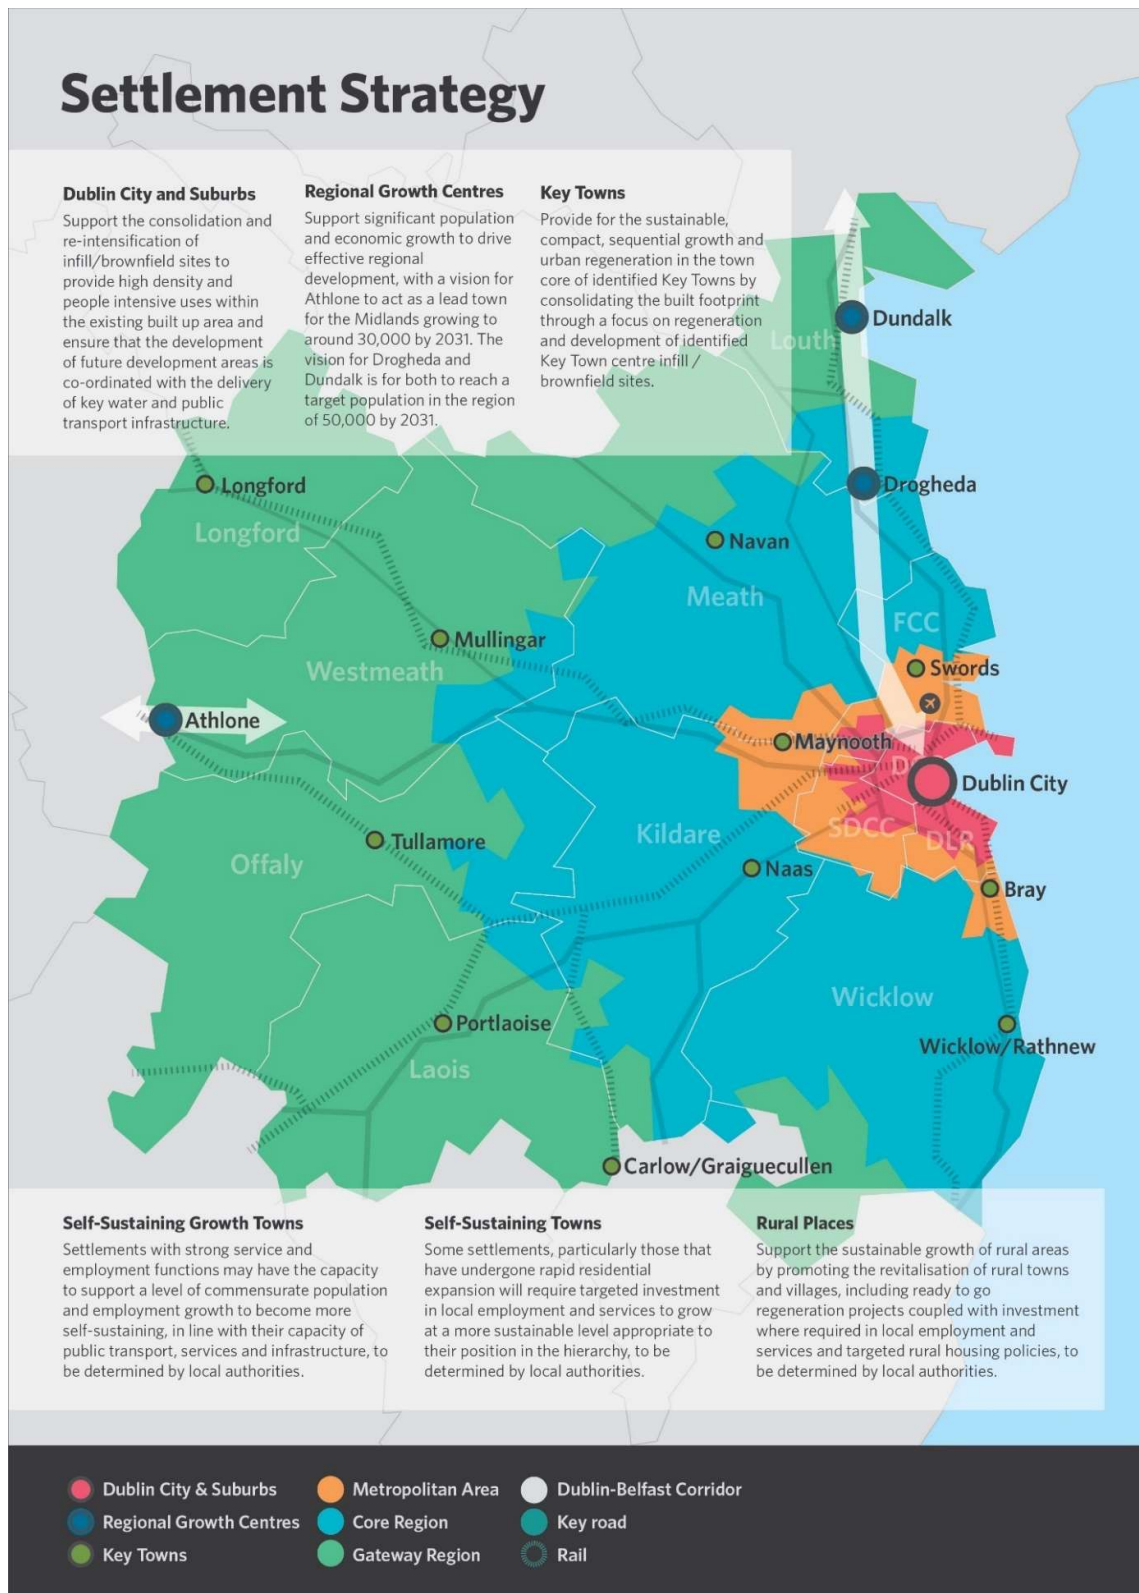 Settlement Strategy
Dublin City and Suburbs
Support the consolidation and
re-intensification of
infill/brownfield sites to
provide high density and
people intensive uses within
the existing built up area and
ensure that the development
of future development areas is
co-ordinated with the delivery
of key water and public
transport infrastructure.
Regional Growth Centres
Support significant population
and economic growth to drive
effective regional
development, with a vision for
Athlone to act as a lead town
for the Midlands growing to
around 30,000 by 2031. The
vision for Drogheda and
Dundalk is for both to reach a
target population in the region
of 50,000 by 2031.
Key Towns
Provide for the sustainable,
compact, sequential growth and
urban regeneration in the town
core of identified Key Towns by
consolidating the built footprint
through a focus on regeneration
and development of identified
Key Town centre infill /
brownfield sites.
Dundalk
Louth
Longford
Drogheda
Longford
Navan
Meath
FCC
Mullingar
Westmeath
Swords
Athlone
Maynooth
Dublin City
Tullamore
Kildare
SDCC
DLR
Offaly
Naas
Bray
Wicklow
Portlaoise
Wicklow/Rathnew
Laois
Carlow/Graiguecullen
Self-Sustaining Growth Towns
Settlements with strong service and
employment functions may have the capacity
to support a level of commensurate population
and employment growth to become more
self-sustaining, in line with their capacity of
public transport, services and infrastructure, to
be determined by local authorities.
Self-Sustaining Towns
Some settlements, particularly those that
have undergone rapid residential
expansion will require targeted investment
in local employment and services to grow
at a more sustainable level appropriate to
their position in the hierarchy, to be
determined by local authorities.
Rural Places
Support the sustainable growth of rural areas
by promoting the revitalisation of rural towns
and villages, including ready to go
regeneration projects coupled with investment
where required in local employment and
services and targeted rural housing policies, to
be determined by local authorities.
Dublin City & Suburbs
Regional Growth Centres
Key Towns
Metropolitan Area
Core Region
Gateway Region
Dublin-Belfast Corridor
Key road
Rail